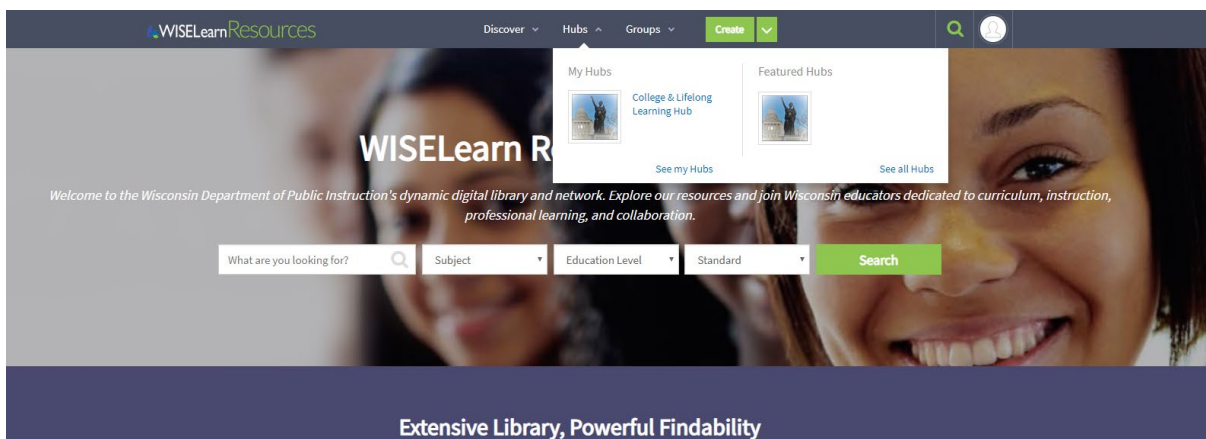 WISELearn Resources
Discover Hubs Groups Create
My Hubs
College & Lifelong
Learning Hub
See my Hubs
Featured Hubs
See all Hubs
WISELearn R
Welcome to the Wisconsin Department of Public Instruction's dynamic digital library and network. Explore our resources and join Wisconsin educators dedicated to curriculum, instruction,
professional learning, and collaboration.
What are you looking for? Subject Education Level Standard Search
Extensive Library, Powerful Findability